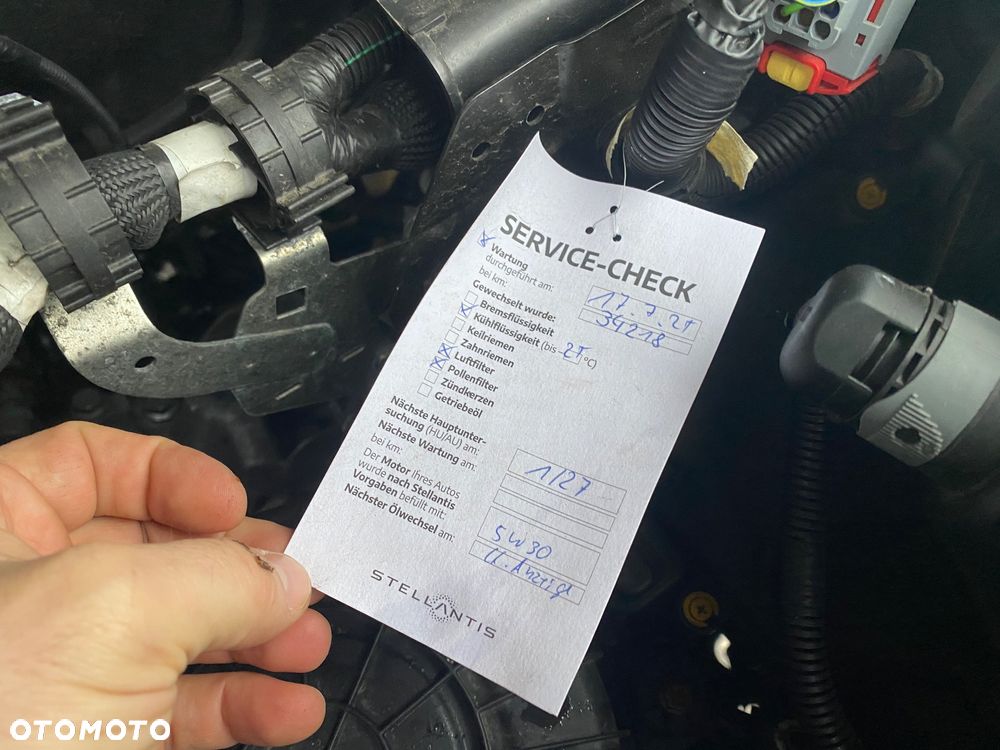 SERVICE-CHECK
Wartung
durchgeführt am: 17.7.25
bei km: 34218
Gewechselt wurde:
Bremsflüssigkeit
Kühlflüssigkeit (bis -27 °C)
Keilriemen
Zahnriemen
Luftfilter
Pollenfilter
Zündkerzen
Getriebeöl
Nächste Hauptunter-
suchung (HU/AU) am: 1/27
Nächste Wartung am:
bei km:
Der Motor Ihres Autos
wurde nach Stellantis
Vorgaben befüllt mit: 5W30
Nächster Ölwechsel am: n. Anzeige
STELLANTIS
OTOMOTO